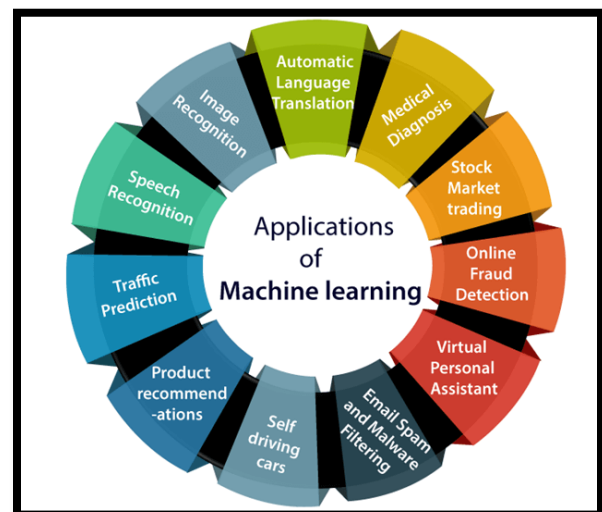 Applications
of
Machine learning
Automatic
Language
Translation
Medical
Diagnosis
Stock
Market
trading
Online
Fraud
Detection
Virtual
Personal
Assistant
Email Spam
and Malware
Filtering
Self
driving
cars
Product
recommend
-ations
Traffic
Prediction
Speech
Recognition
Image
Recognition